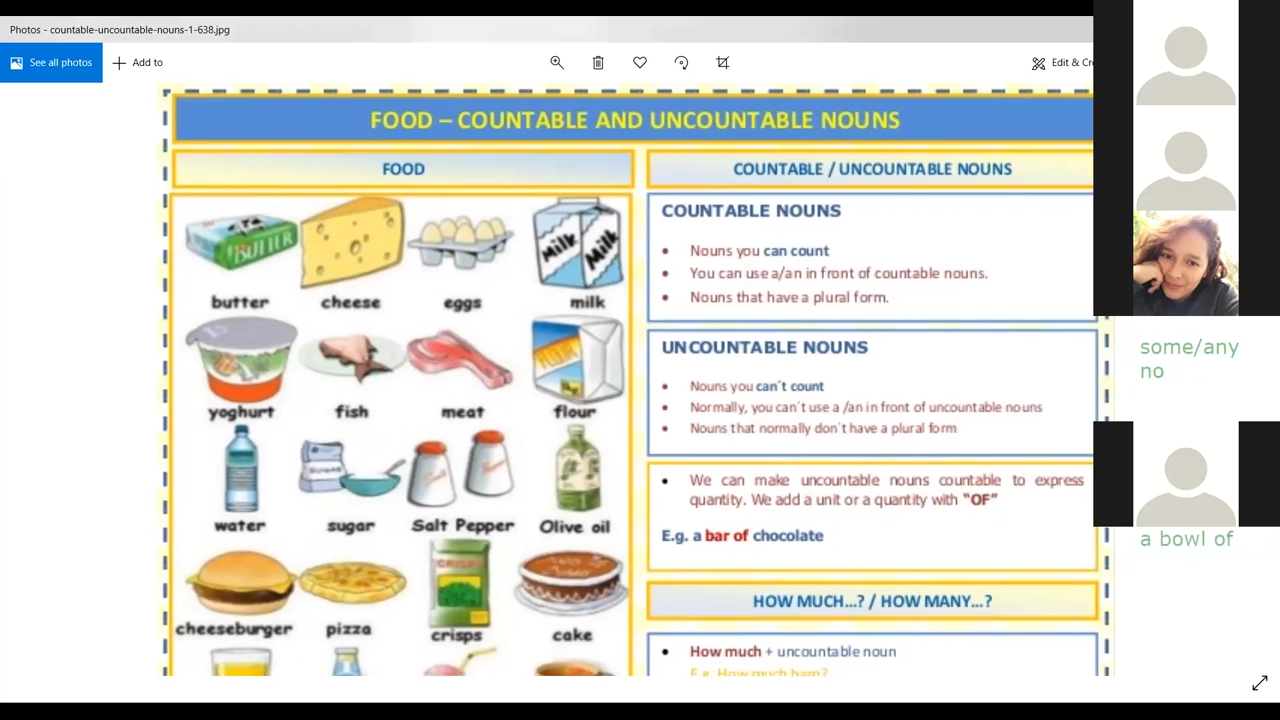 Photos - countable-uncountable-nouns-1-638.jpg
See all photos
Add to
Edit & Cr
FOOD – COUNTABLE AND UNCOUNTABLE NOUNS
FOOD
BUTTER
Milk Milk
butter cheese eggs milk
FLOUR
yoghurt fish meat flour
water sugar Salt Pepper Olive oil
CRISPS
cheeseburger pizza crisps cake
COUNTABLE / UNCOUNTABLE NOUNS
COUNTABLE NOUNS
• Nouns you can count
• You can use a/an in front of countable nouns.
• Nouns that have a plural form.
UNCOUNTABLE NOUNS
• Nouns you can´t count
• Normally, you can´t use a /an in front of uncountable nouns
• Nouns that normally don´t have a plural form
• We can make uncountable nouns countable to express
quantity. We add a unit or a quantity with “OF”
E.g. a bar of chocolate
HOW MUCH...? / HOW MANY...?
• How much + uncountable noun
E.g. How much ham?
some/any
no
a bowl of